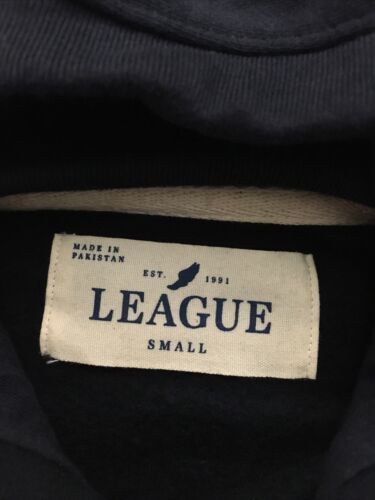 MADE IN
PAKISTAN
EST. 1991
LEAGUE
SMALL